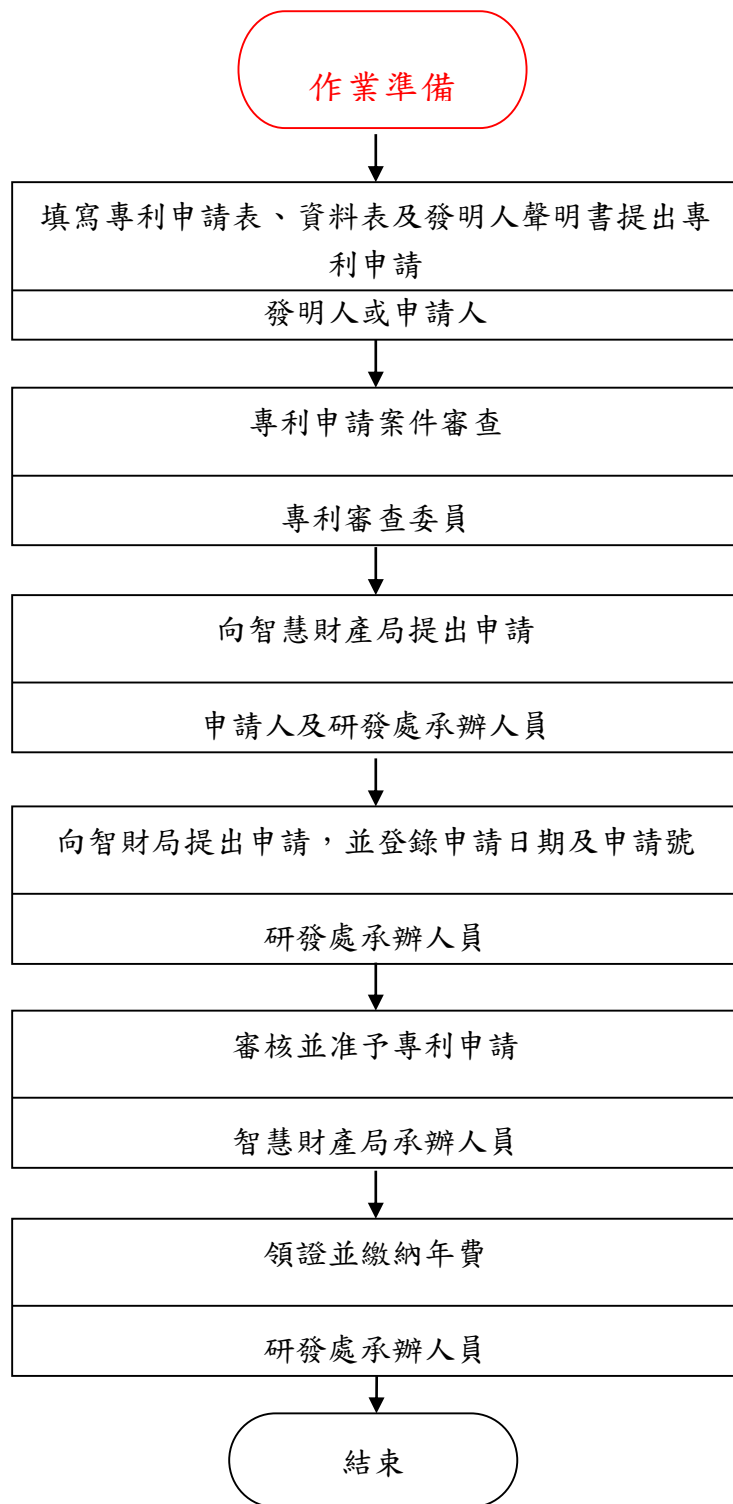 作業準備
填寫專利申請表、資料表及發明人聲明書提出專
利申請
發明人或申請人
專利申請案件審查
專利審查委員
向智慧財產局提出申請
申請人及研發處承辦人員
向智財局提出申請，並登錄申請日期及申請號
研發處承辦人員
審核並准予專利申請
智慧財產局承辦人員
領證並繳納年費
研發處承辦人員
結束